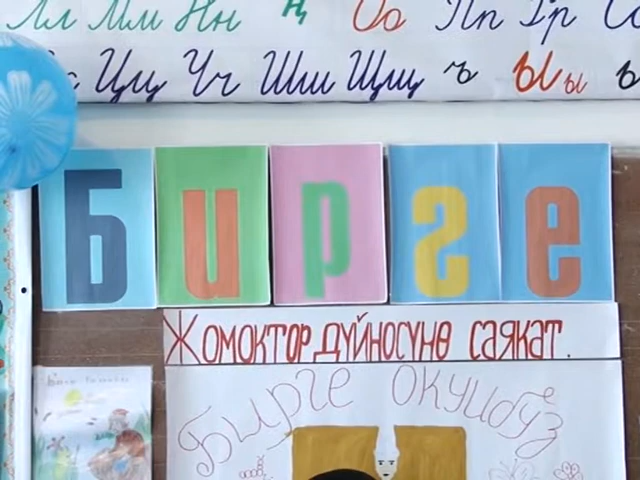 Лл Мм Нн ң Оо Пп Рр
Цц Чч Шш Щщ ъ Ыы ь
Бирге
Жомоктор дүйнөсүнө саякат.
Бирге окуйбуз